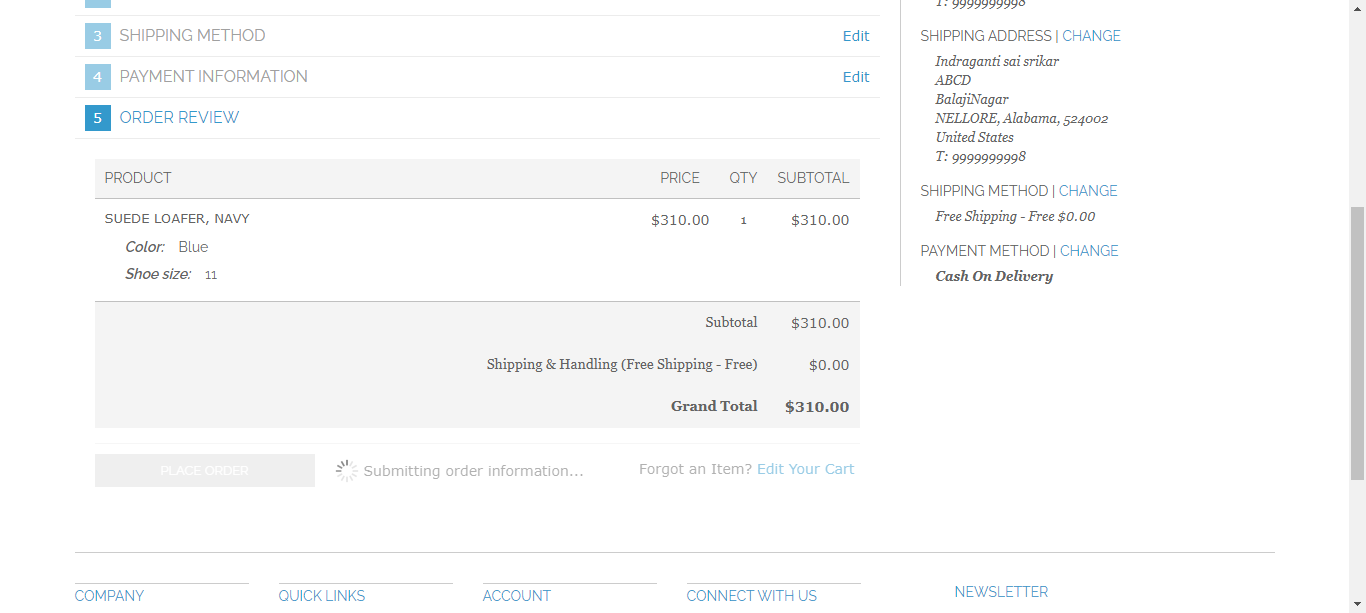 3 SHIPPING METHOD Edit
4 PAYMENT INFORMATION Edit
5 ORDER REVIEW
PRODUCT PRICE QTY SUBTOTAL
SUEDE LOAFER, NAVY $310.00 1 $310.00
Color: Blue
Shoe size: 11
Subtotal $310.00
Shipping & Handling (Free Shipping - Free) $0.00
Grand Total $310.00
PLACE ORDER Submitting order information... Forgot an Item? Edit Your Cart
T: 9999999998
SHIPPING ADDRESS | CHANGE
Indraganti sai srikar
ABCD
BalajiNagar
NELLORE, Alabama, 524002
United States
T: 9999999998
SHIPPING METHOD | CHANGE
Free Shipping - Free $0.00
PAYMENT METHOD | CHANGE
Cash On Delivery
COMPANY QUICK LINKS ACCOUNT CONNECT WITH US NEWSLETTER